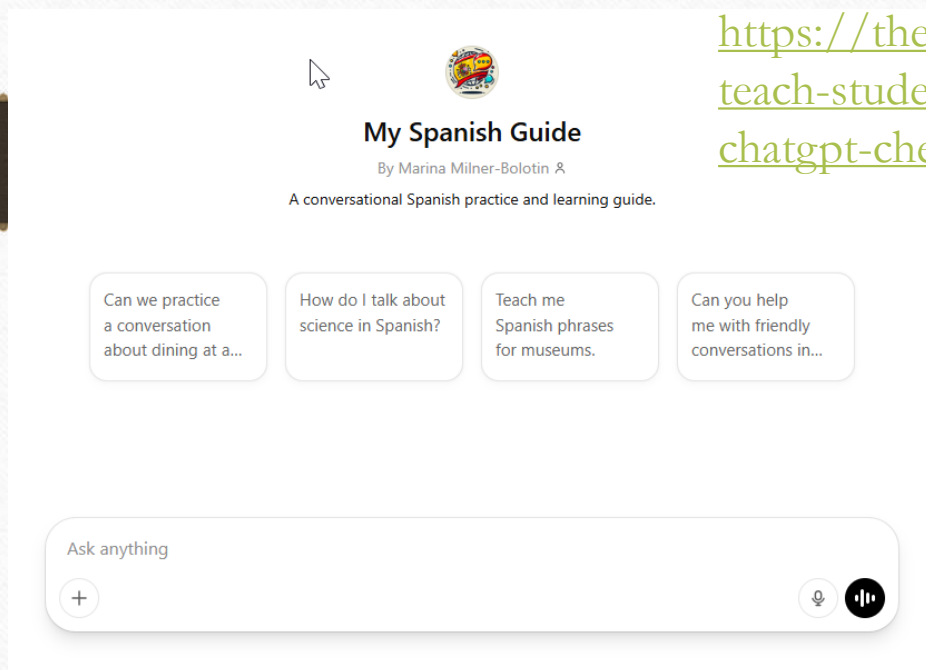 https://the
teach-stude
chatgpt-che
My Spanish Guide
By Marina Milner-Bolotin
A conversational Spanish practice and learning guide.
Can we practice
a conversation
about dining at a...
How do I talk about
science in Spanish?
Teach me
Spanish phrases
for museums.
Can you help
me with friendly
conversations in...
Ask anything